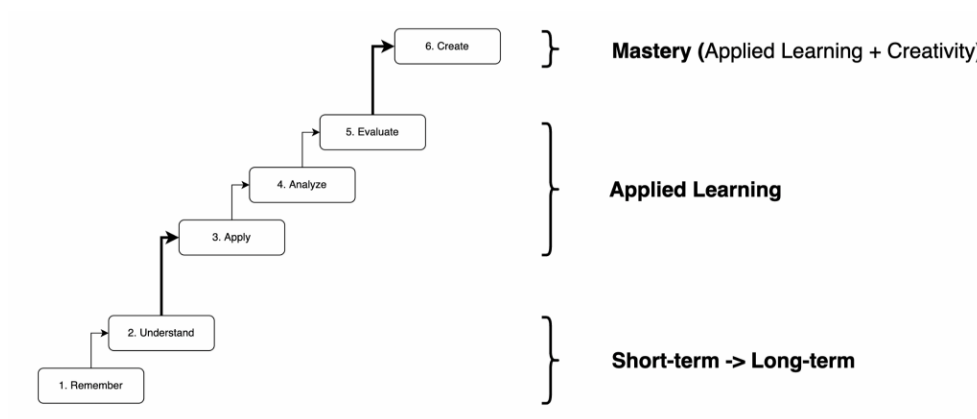 6. Create
Mastery (Applied Learning + Creativity)
5. Evaluate
4. Analyze
Applied Learning
3. Apply
2. Understand
Short-term -> Long-term
1. Remember